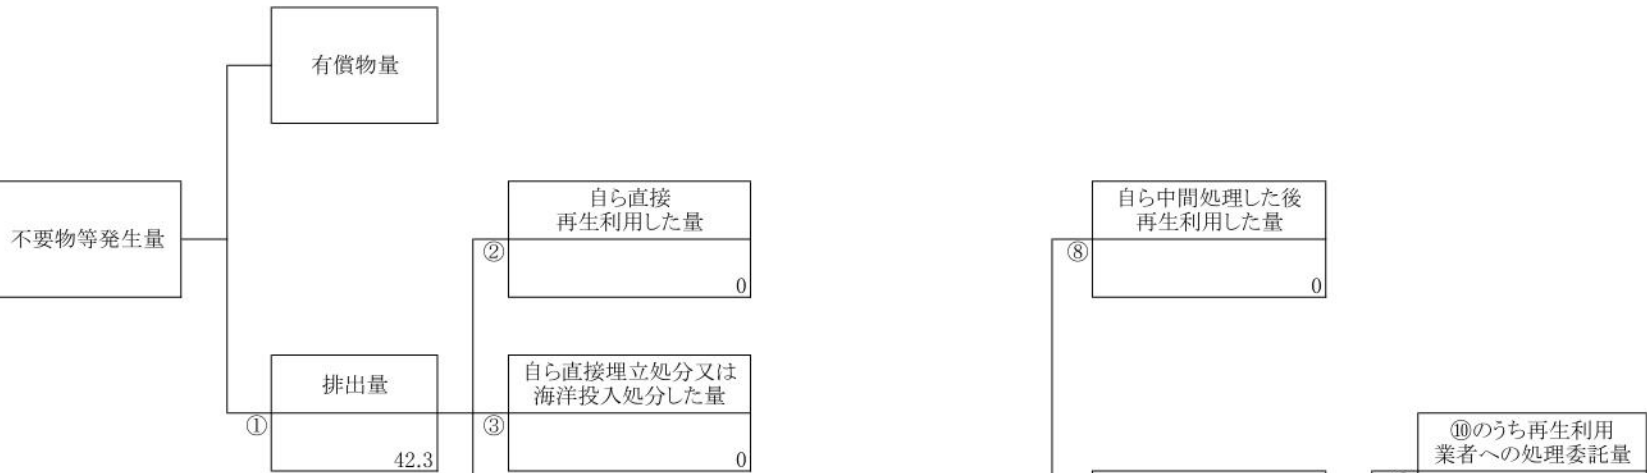 有償物量
不要物等発生量
自ら直接
再生利用した量
②
0
自ら中間処理した後
再生利用した量
⑧
0
排出量
①
42.3
自ら直接埋立処分又は
海洋投入処分した量
③
0
⑩のうち再生利用
業者への処理委託量